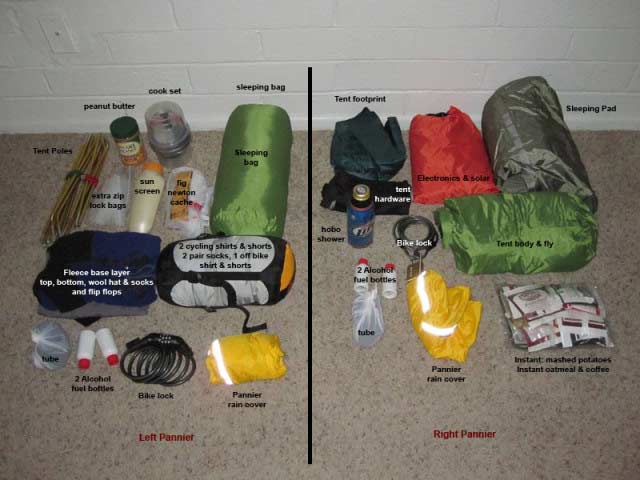 cook set
sleeping bag
peanut butter
Tent Poles
Sleeping
bag
extra zip
lock bags
sun
screen
fig
newton
cache
Fleece base layer
top, bottom, wool hat & socks
and flip flops
2 cycling shirts & shorts
2 pair socks, 1 off bike
shirt & shorts
tube
2 Alcohol
fuel bottles
Bike lock
Pannier
rain cover
Left Pannier
Tent footprint
Sleeping Pad
Electronics & solar
tent
hardware
hobo
shower
Bike lock
Tent body & fly
2 Alcohol
fuel bottles
tube
Pannier
rain cover
Instant: mashed potatoes
Instant oatmeal & coffee
Right Pannier